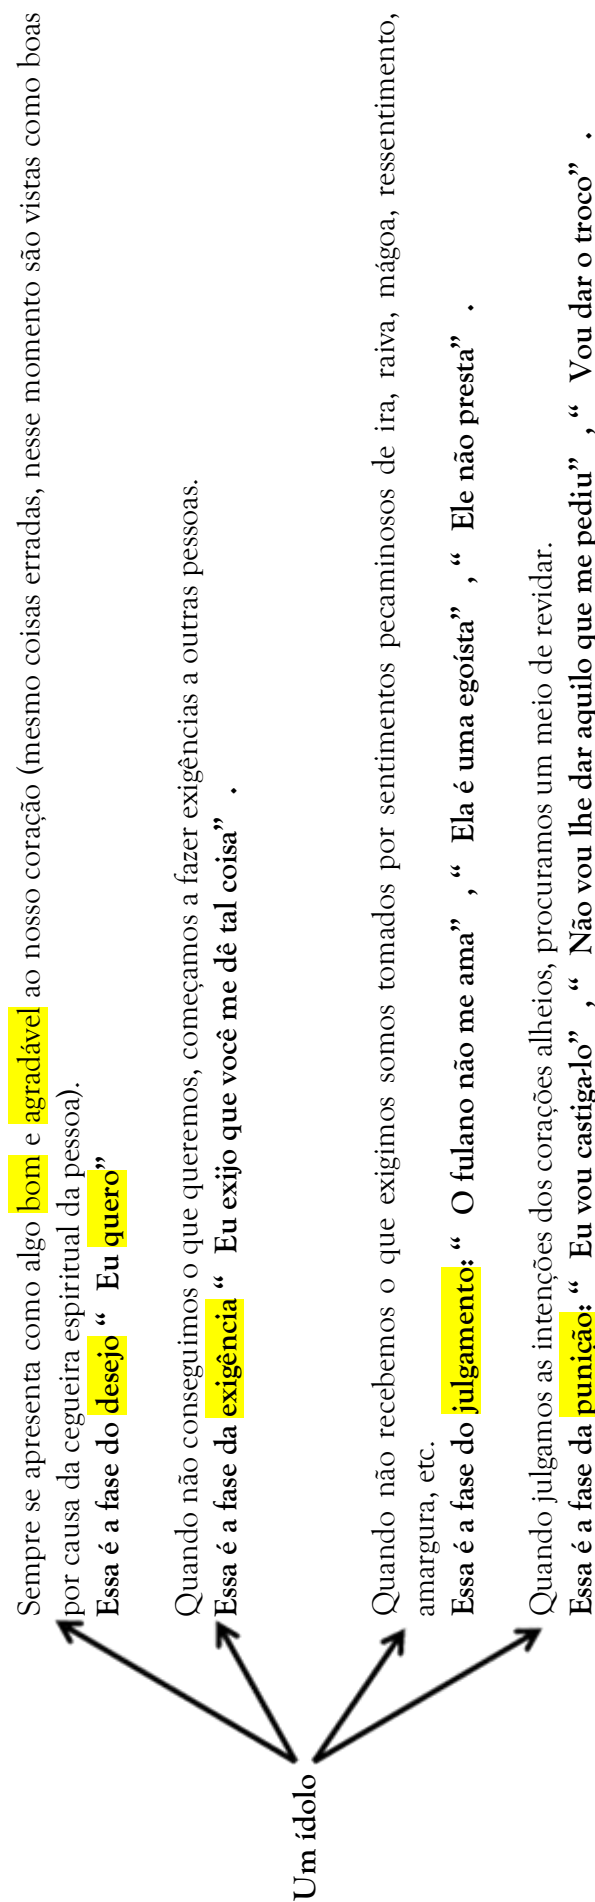 Um ídolo
Sempre se apresenta como algo bom e agradável ao nosso coração (mesmo coisas erradas, nesse momento são vistas como boas
por causa da cegueira espiritual da pessoa).
Essa é a fase do desejo “ Eu quero”
Quando não conseguimos o que queremos, começamos a fazer exigências a outras pessoas.
Essa é a fase da exigência “ Eu exijo que você me dê tal coisa” .
Quando não recebemos o que exigimos somos tomados por sentimentos pecaminosos de ira, raiva, mágoa, ressentimento,
amargura, etc.
Essa é a fase do julgamento: “ O fulano não me ama” , “ Ela é uma egoísta” , “ Ele não presta” .
Quando julgamos as intenções dos corações alheios, procuramos um meio de revidar.
Essa é a fase da punição: “ Eu vou castiga-lo” , “ Não vou lhe dar aquilo que me pediu” , “ Vou dar o troco” .